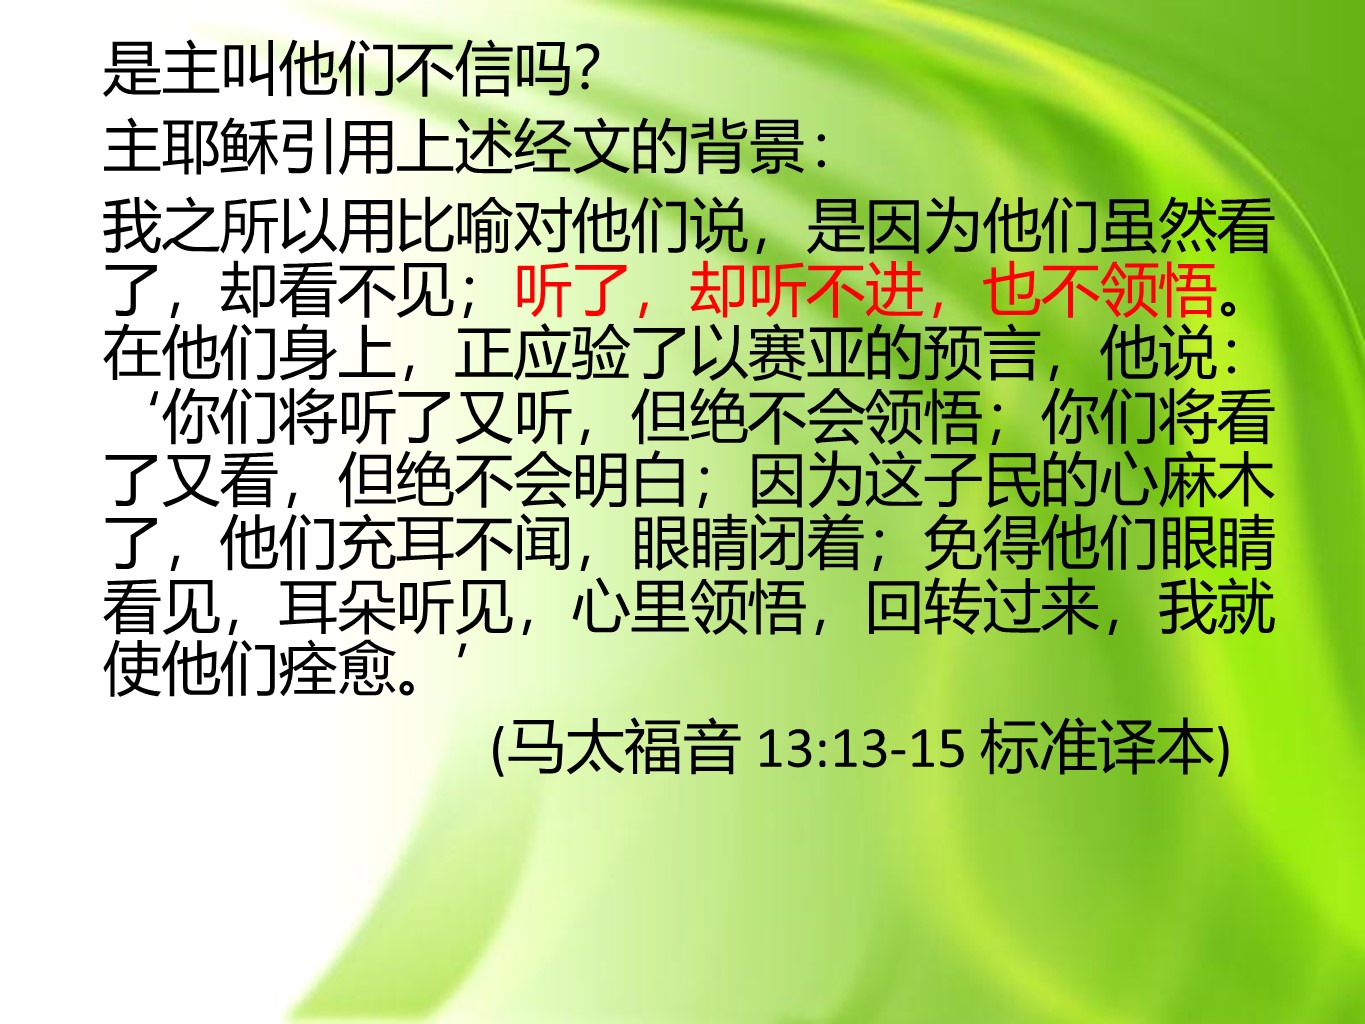 是主叫他们不信吗？
主耶稣引用上述经文的背景：
我之所以用比喻对他们说，是因为他们虽然看
了，却看不见；听了，却听不进，也不领悟。
在他们身上，正应验了以赛亚的预言，他说：
‘你们将听了又听，但绝不会领悟；你们将看
了又看，但绝不会明白；因为这子民的心麻木
了，他们充耳不闻，眼睛闭着；免得他们眼睛
看见，耳朵听见，心里领悟，回转过来，我就
使他们痊愈。’
(马太福音 13:13-15 标准译本)